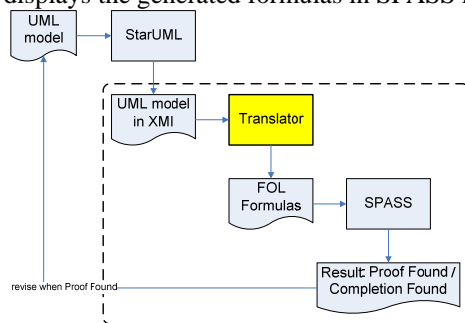 displays the generated formulas in SPASS
UML
model
StarUML
UML model
in XMI
Translator
FOL
Formulas
SPASS
Result: Proof Found /
Completion Found
revise when Proof Found